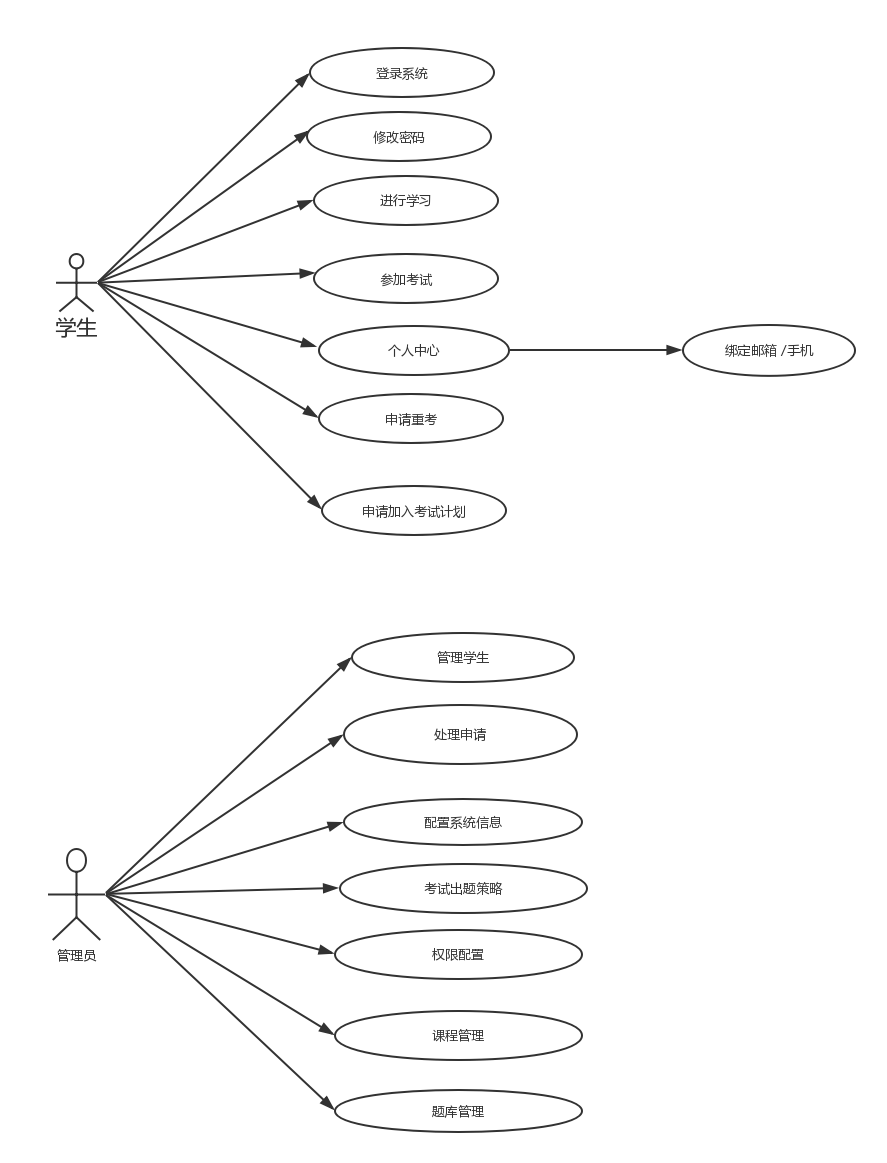 登录系统
修改密码
进行学习
参加考试
学生
个人中心
绑定邮箱 /手机
申请重考
申请加入考试计划
管理学生
处理申请
配置系统信息
考试出题策略
管理员
权限配置
课程管理
题库管理